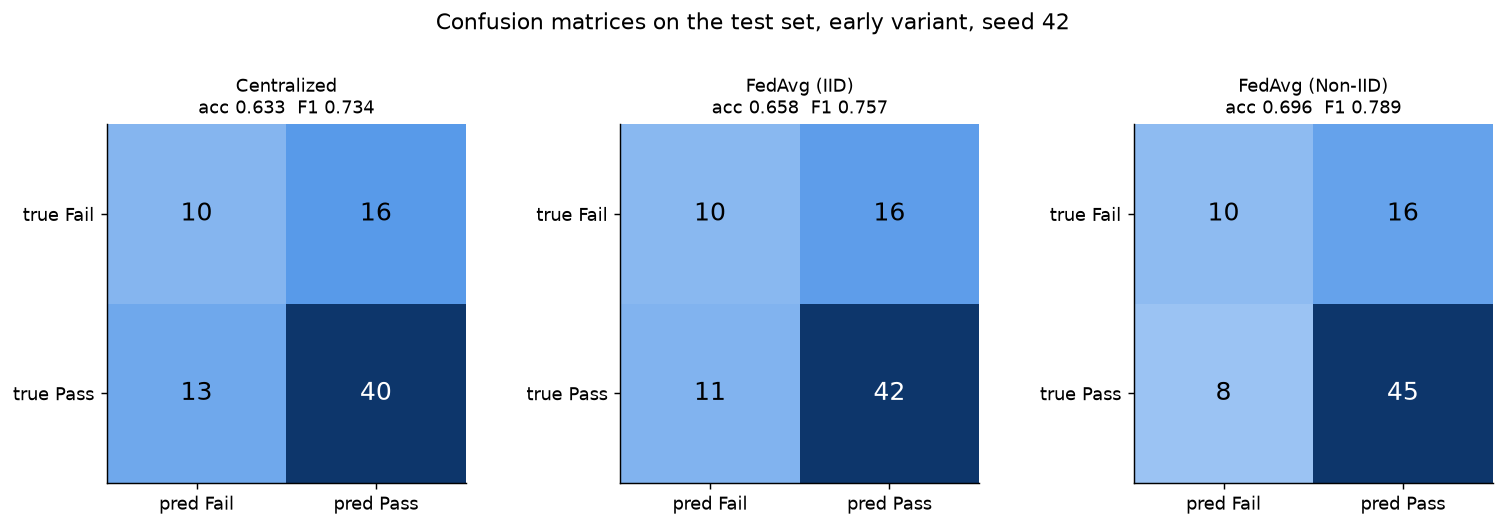 Confusion matrices on the test set, early variant, seed 42
Centralized
acc 0.633  F1 0.734
true Fail
10
16
true Pass
13
40
pred Fail
pred Pass
FedAvg (IID)
acc 0.658  F1 0.757
true Fail
10
16
true Pass
11
42
pred Fail
pred Pass
FedAvg (Non-IID)
acc 0.696  F1 0.789
true Fail
10
16
true Pass
8
45
pred Fail
pred Pass